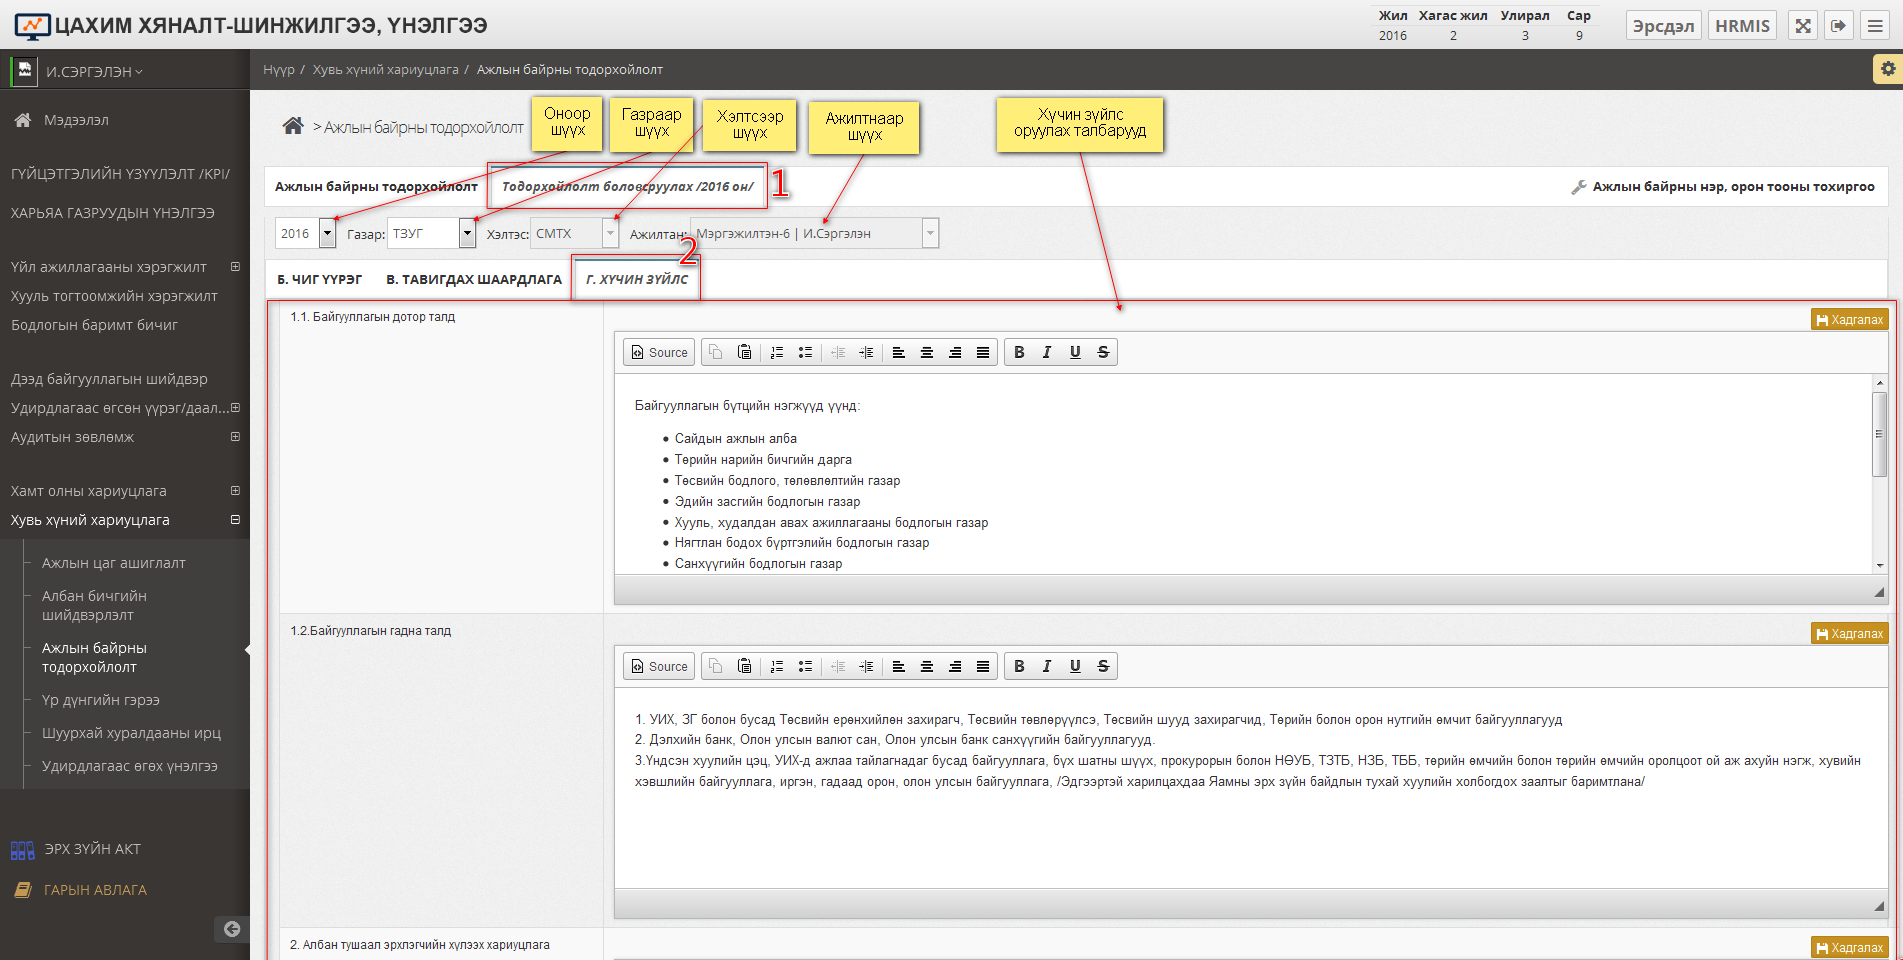 ЦАХИМ ХЯНАЛТ-ШИНЖИЛГЭЭ, ҮНЭЛГЭЭ
Жил Хагас жил Улирал Сар
2016 2 3 9
Эрсдэл HRMIS
И.СЭРГЭЛЭН
Нүүр / Хувь хүний хариуцлага / Ажлын байрны тодорхойлолт
Мэдээлэл
ГҮЙЦЭТГЭЛИЙН ҮЗҮҮЛЭЛТ /KPI/
ХАРЬЯА ГАЗРУУДЫН ҮНЭЛГЭЭ
Үйл ажиллагааны хэрэгжилт
Хууль тогтоомжийн хэрэгжилт
Бодлогын баримт бичиг
Дээд байгууллагын шийдвэр
Удирдлагаас өгсөн үүрэг/даал...
Аудитын зөвлөмж
Хамт олны хариуцлага
Хувь хүний хариуцлага
Ажлын цаг ашиглалт
Албан бичгийн
шийдвэрлэлт
Ажлын байрны
тодорхойлолт
Үр дүнгийн гэрээ
Шуурхай хуралдааны ирц
Удирдлагаас өгөх үнэлгээ
ЭРХ ЗҮЙН АКТ
ГАРЫН АВЛАГА
> Ажлын байрны тодорхойлолт
Оноор
шүүх
Газраар
шүүх
Хэлтсээр
шүүх
Ажилтнаар
шүүх
Хүчин зүйлс
оруулах талбарууд
Ажлын байрны тодорхойлолт
Тодорхойлолт боловсруулах /2016 он/
1
Ажлын байрны нэр, орон тооны тохиргоо
2016 Газар: ТЗУГ Хэлтэс: СМТХ Ажилтан: Мэргэжилтэн-6 | И.Сэргэлэн
2
Б. ЧИГ ҮҮРЭГ В. ТАВИГДАХ ШААРДЛАГА Г. ХҮЧИН ЗҮЙЛС
1.1. Байгууллагын дотор талд
Хадгалах
Source
B I U S
Байгууллагын бүтцийн нэгжүүд үүнд:
• Сайдын ажлын алба
• Төрийн нарийн бичгийн дарга
• Төсвийн бодлого, төлөвлөлтийн газар
• Эдийн засгийн бодлогын газар
• Хууль, худалдан авах ажиллагааны бодлогын газар
• Нягтлан бодох бүртгэлийн бодлогын газар
• Санхүүгийн бодлогын газар
1.2.Байгууллагын гадна талд
Хадгалах
Source
B I U S
1. УИХ, ЗГ болон бусад Төсвийн ерөнхийлөн захирагч, Төсвийн төвлөрүүлсэ, Төсвийн шууд захирагчид, Төрийн болон орон нутгийн өмчит байгууллагууд
2. Дэлхийн банк, Олон улсын валют сан, Олон улсын банк санхүүгийн байгууллагууд.
3.Үндсэн хуулийн цэц, УИХ-д ажлаа тайлагнадаг бусад байгууллага, бүх шатны шүүх, прокурорын болон НӨУБ, ТЗТБ, НЗБ, ТББ, төрийн өмчийн болон төрийн өмчийн оролцоот ой аж ахуйн нэгж, хувийн
хэвшлийн байгууллага, иргэн, гадаад орон, олон улсын байгууллага, /Эдгээртэй харилцахдаа Яамны эрх зүйн байдлын тухай хуулийн холбогдох заалтыг баримтлана/
2. Албан тушаал эрхлэгчийн хүлээх хариуцлага
Хадгалах